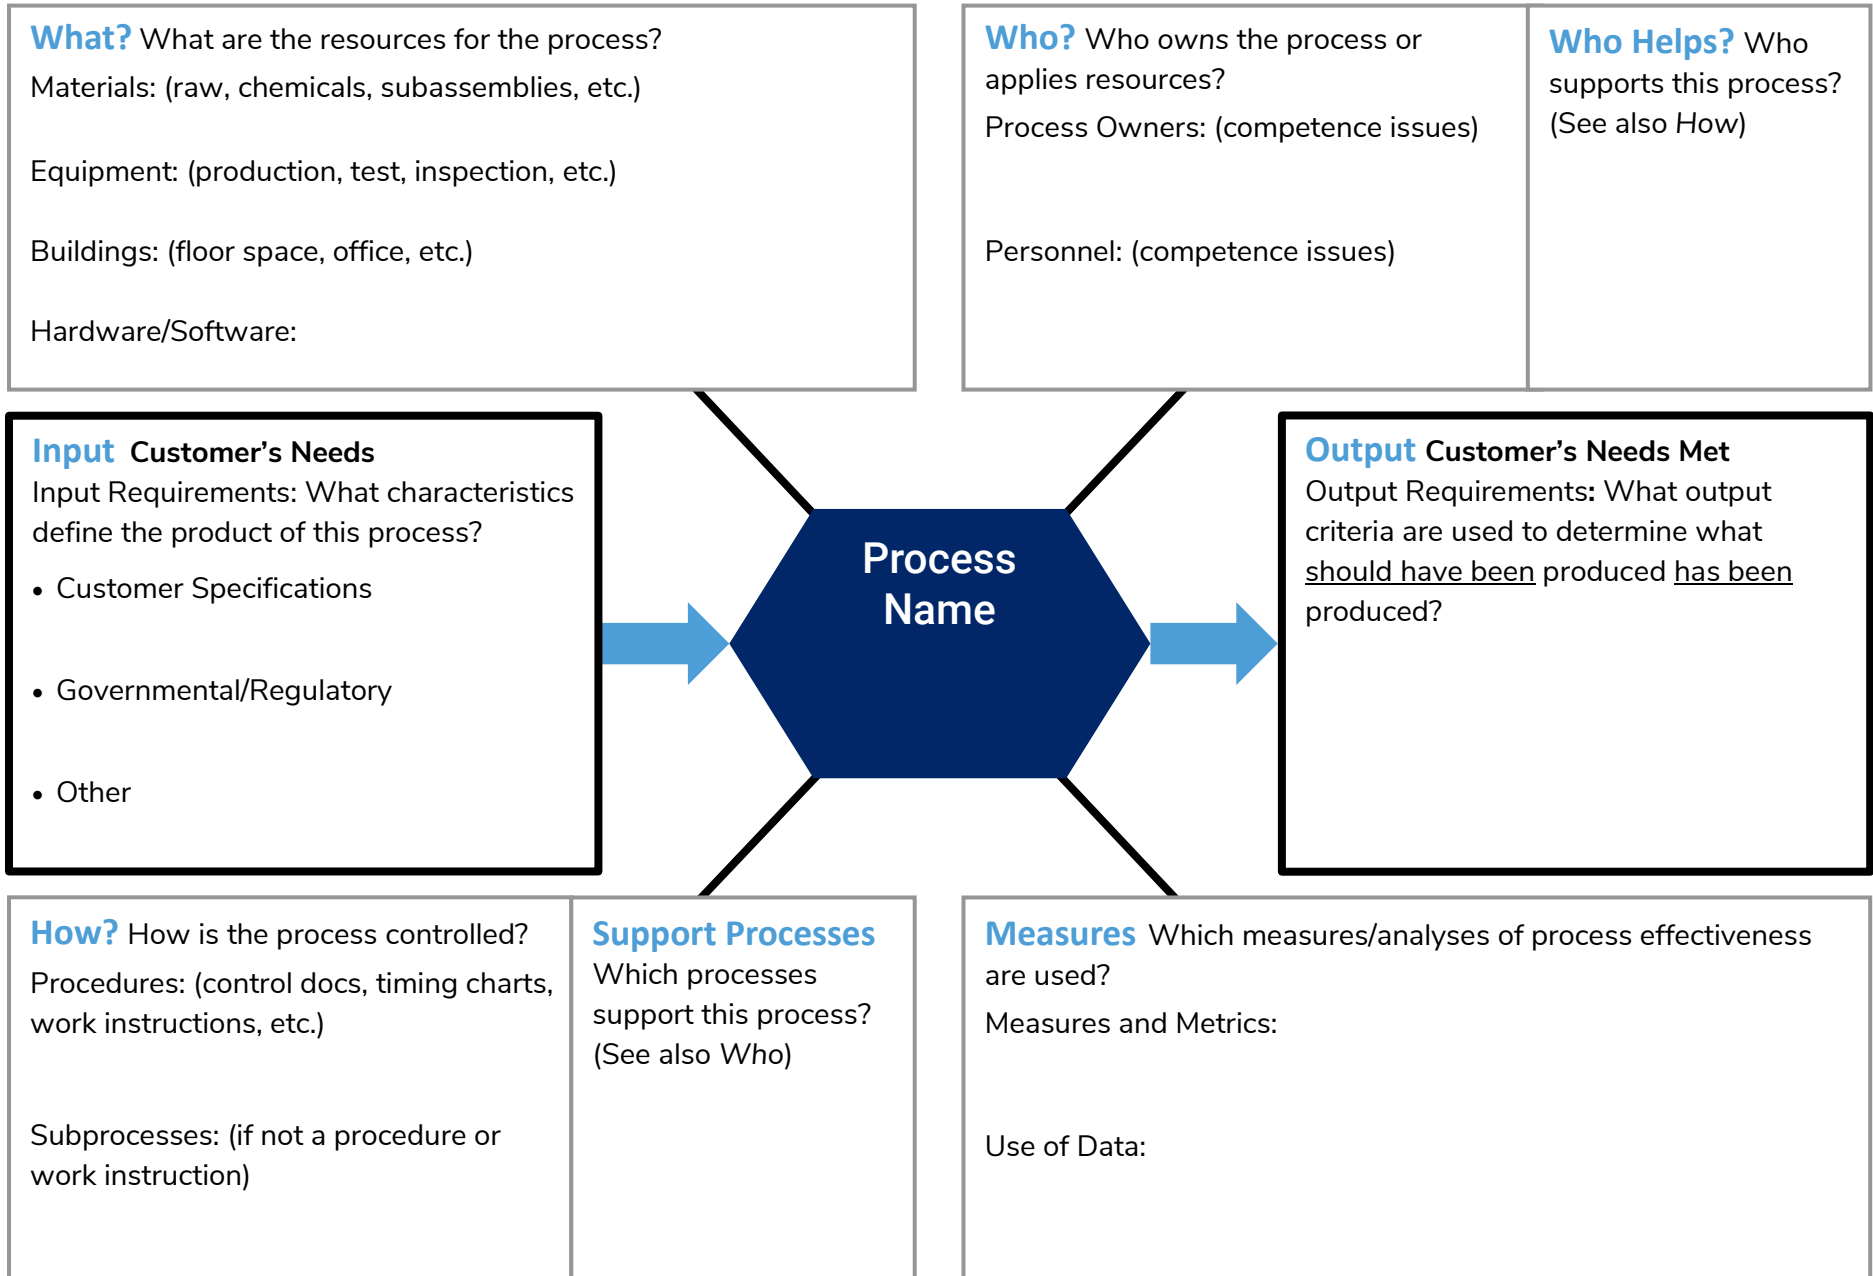 What? What are the resources for the process?
Materials: (raw, chemicals, subassemblies, etc.)
Equipment: (production, test, inspection, etc.)
Buildings: (floor space, office, etc.)
Hardware/Software:
Who? Who owns the process or
applies resources?
Process Owners: (competence issues)
Personnel: (competence issues)
Who Helps? Who
supports this process?
(See also How)
Input Customer’s Needs
Input Requirements: What characteristics
define the product of this process?
• Customer Specifications
• Governmental/Regulatory
• Other
Process
Name
Output Customer’s Needs Met
Output Requirements: What output
criteria are used to determine what
should have been produced has been
produced?
How? How is the process controlled?
Procedures: (control docs, timing charts,
work instructions, etc.)
Subprocesses: (if not a procedure or
work instruction)
Support Processes
Which processes
support this process?
(See also Who)
Measures Which measures/analyses of process effectiveness
are used?
Measures and Metrics:
Use of Data: